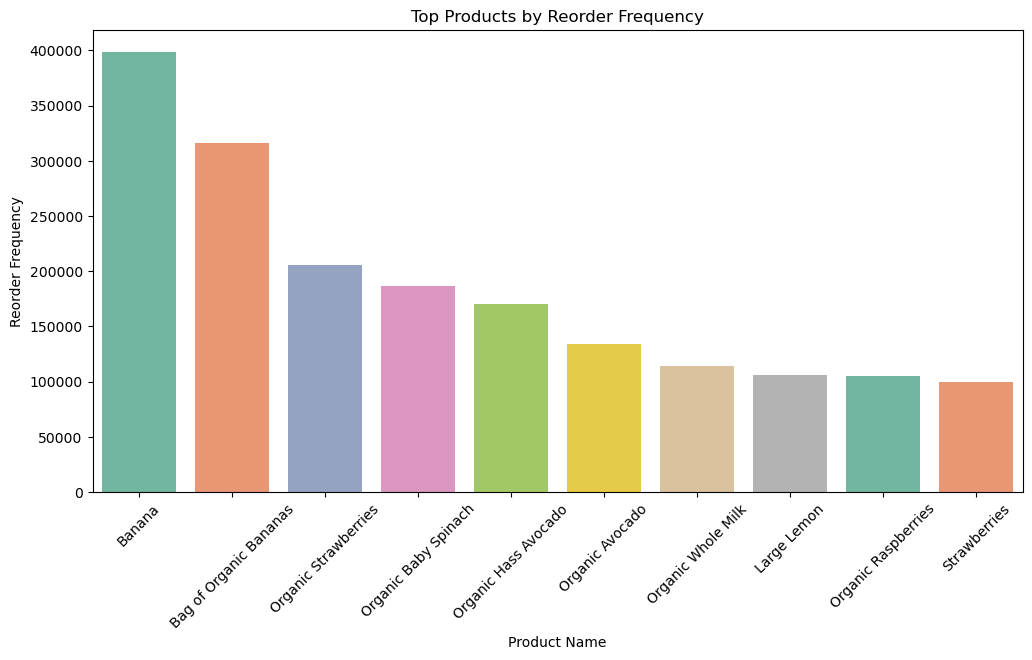 Top Products by Reorder Frequency
400000
350000
300000
250000
200000
150000
100000
50000
0
Reorder Frequency
Banana
Bag of Organic Bananas
Organic Strawberries
Organic Baby Spinach
Organic Hass Avocado
Organic Avocado
Organic Whole Milk
Large Lemon
Organic Raspberries
Strawberries
Product Name